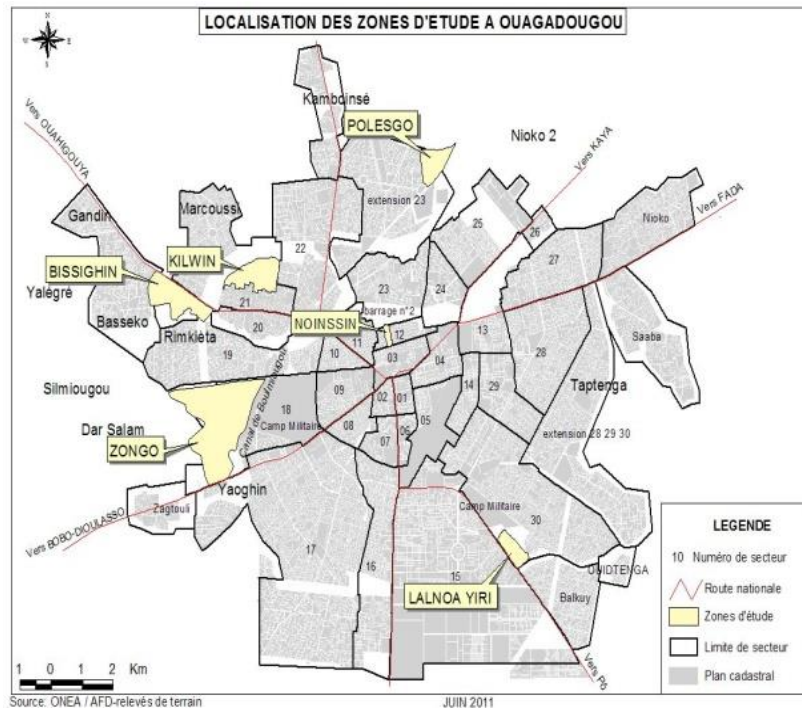 LOCALISATION DES ZONES D'ETUDE A OUAGADOUGOU
N
W
E
S
Kamboinsé
POLESGO
Nioko 2
Vers KAYA
Vers OUAHIGOUYA
extension 23
Vers FADA
Gandin
Marcoussi
25
26
Nioko
22
27
KILWIN
BISSIGHIN
Yalégré
21
23
24
barrage n°2
Basseko
20
NOINSSIN
12
Rimkiéta
11
13
Saaba
19
10
03
04
28
Silmiougou
Canal de Boulmiougou
09
02
01
14
29
Taptenga
18
05
Dar Salam
Camp Militaire
08
06
extension 28 29 30
ZONGO
07
Yaoghin
Zagtouli
Camp Militaire
30
Vers BOBO-DIOULASSO
17
16
15
OUIDTENGA
LALNOA YIRI
Balkuy
Vers Pô
LEGENDE
10 Numéro de secteur
Route nationale
Zones d'étude
Limite de secteur
Plan cadastral
1 0 1 2 Km
Source: ONEA / AFD-relevés de terrain
JUIN 2011